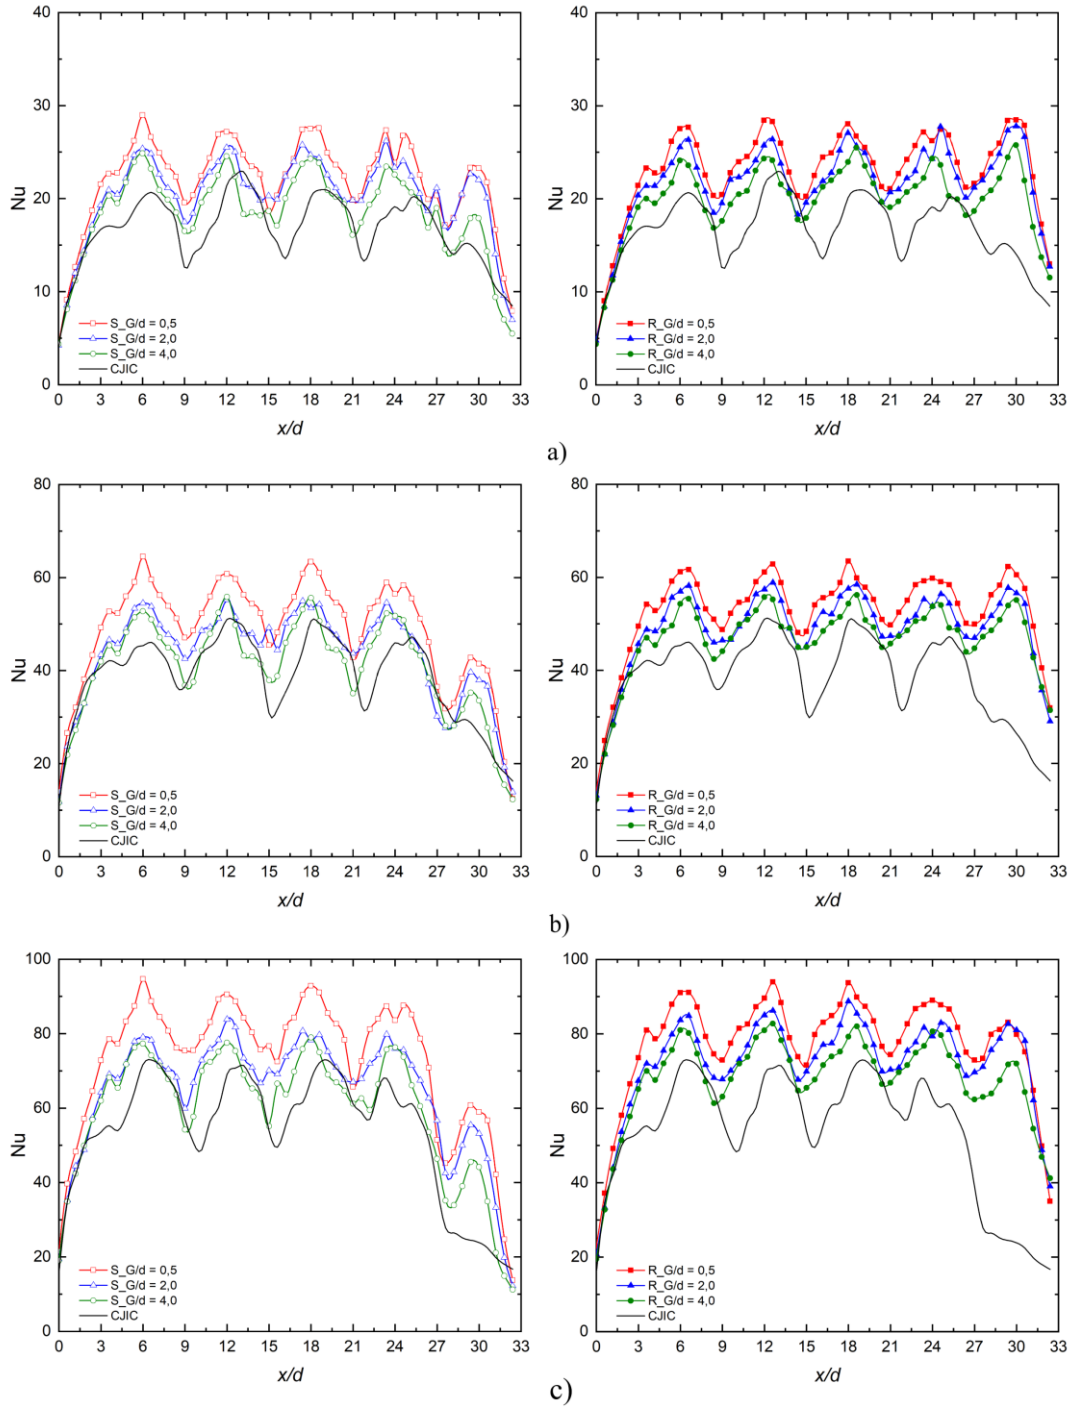 40
30
20
10
0
Nu
S_G/d = 0,5
S_G/d = 2,0
S_G/d = 4,0
CJIC
0 3 6 9 12 15 18 21 24 27 30 33
x/d
40
30
20
10
0
Nu
R_G/d = 0,5
R_G/d = 2,0
R_G/d = 4,0
CJIC
0 3 6 9 12 15 18 21 24 27 30 33
x/d
a)
80
60
40
20
0
Nu
S_G/d = 0,5
S_G/d = 2,0
S_G/d = 4,0
CJIC
0 3 6 9 12 15 18 21 24 27 30 33
x/d
80
60
40
20
0
Nu
R_G/d = 0,5
R_G/d = 2,0
R_G/d = 4,0
CJIC
0 3 6 9 12 15 18 21 24 27 30 33
x/d
b)
100
80
60
40
20
0
Nu
S_G/d = 0,5
S_G/d = 2,0
S_G/d = 4,0
CJIC
0 3 6 9 12 15 18 21 24 27 30 33
x/d
100
80
60
40
20
0
Nu
R_G/d = 0,5
R_G/d = 2,0
R_G/d = 4,0
CJIC
0 3 6 9 12 15 18 21 24 27 30 33
x/d
c)